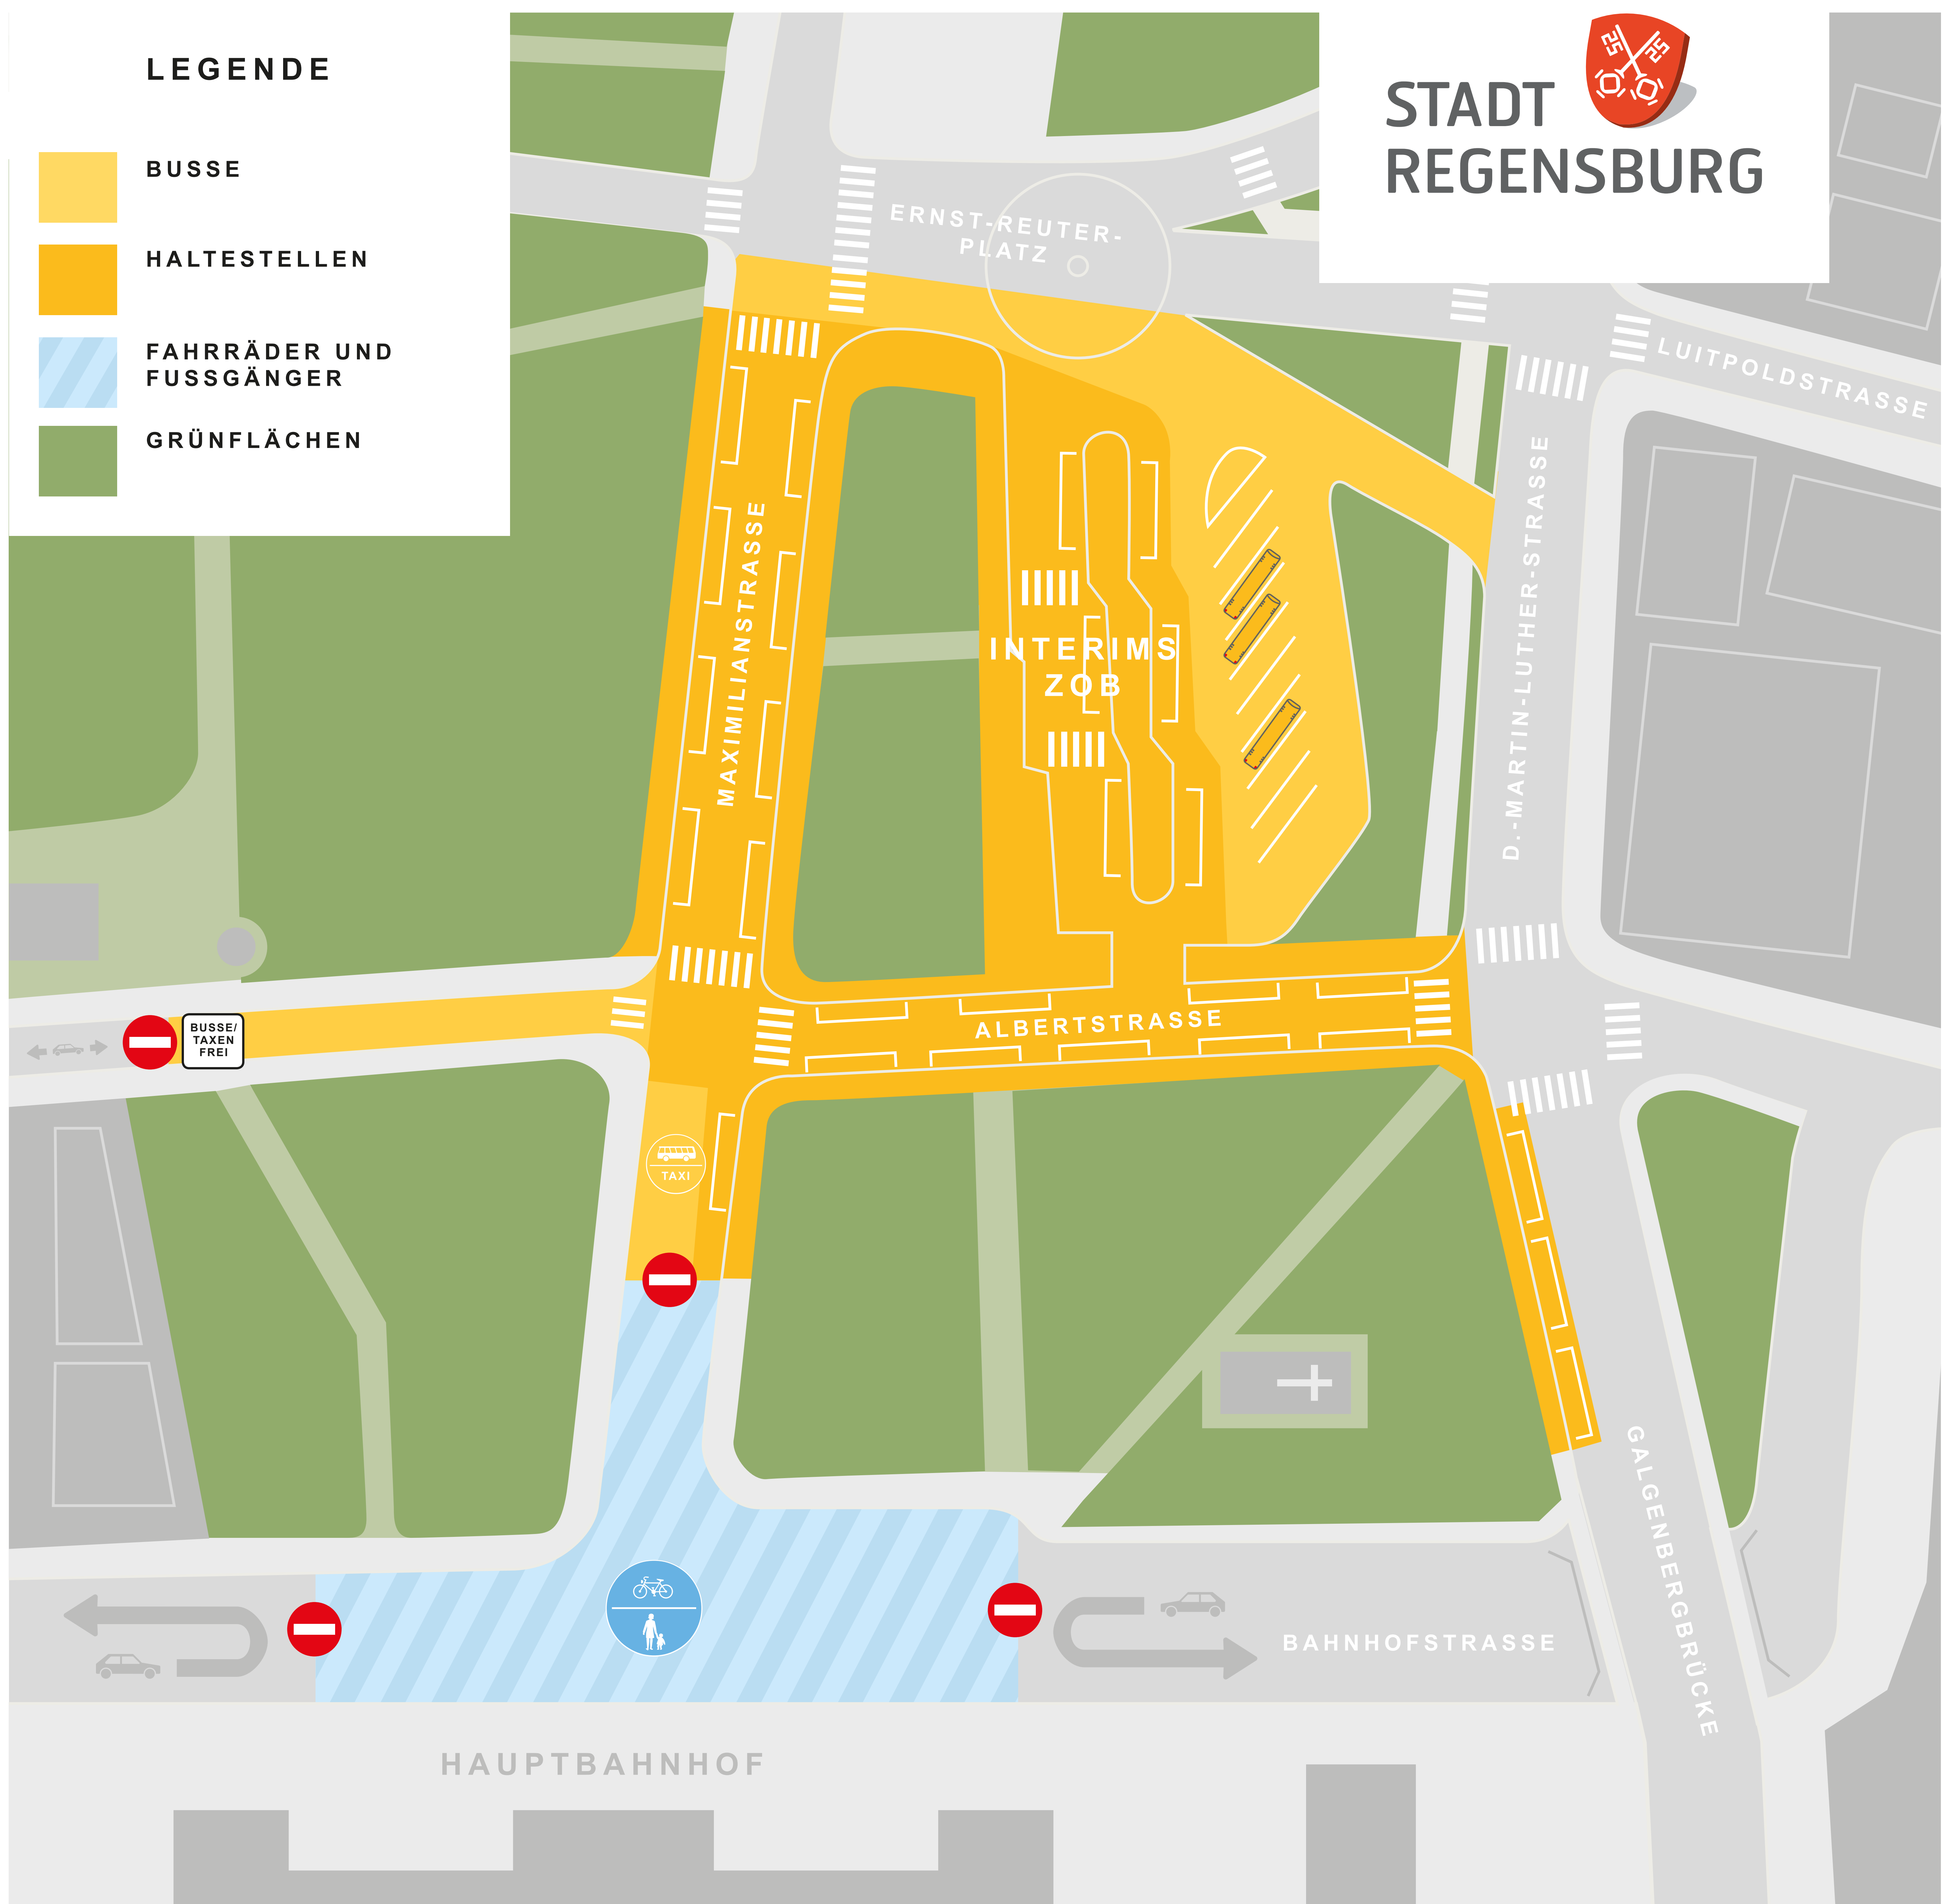 LEGENDE
BUSSE
HALTESTELLEN
FAHRRÄDER UND
FUSSGÄNGER
GRÜNFLÄCHEN
STADT
REGENSBURG
ERNST-REUTER-
PLATZ
LUITPOLDSTRASSE
D.-MARTIN-LUTHER-STRASSE
MAXIMILIANSTRASSE
INTERIMS
ZOB
ALBERTSTRASSE
BUSSE/
TAXEN
FREI
TAXI
GALGENBERGBRÜCKE
BAHNHOFSTRASSE
HAUPTBAHNHOF